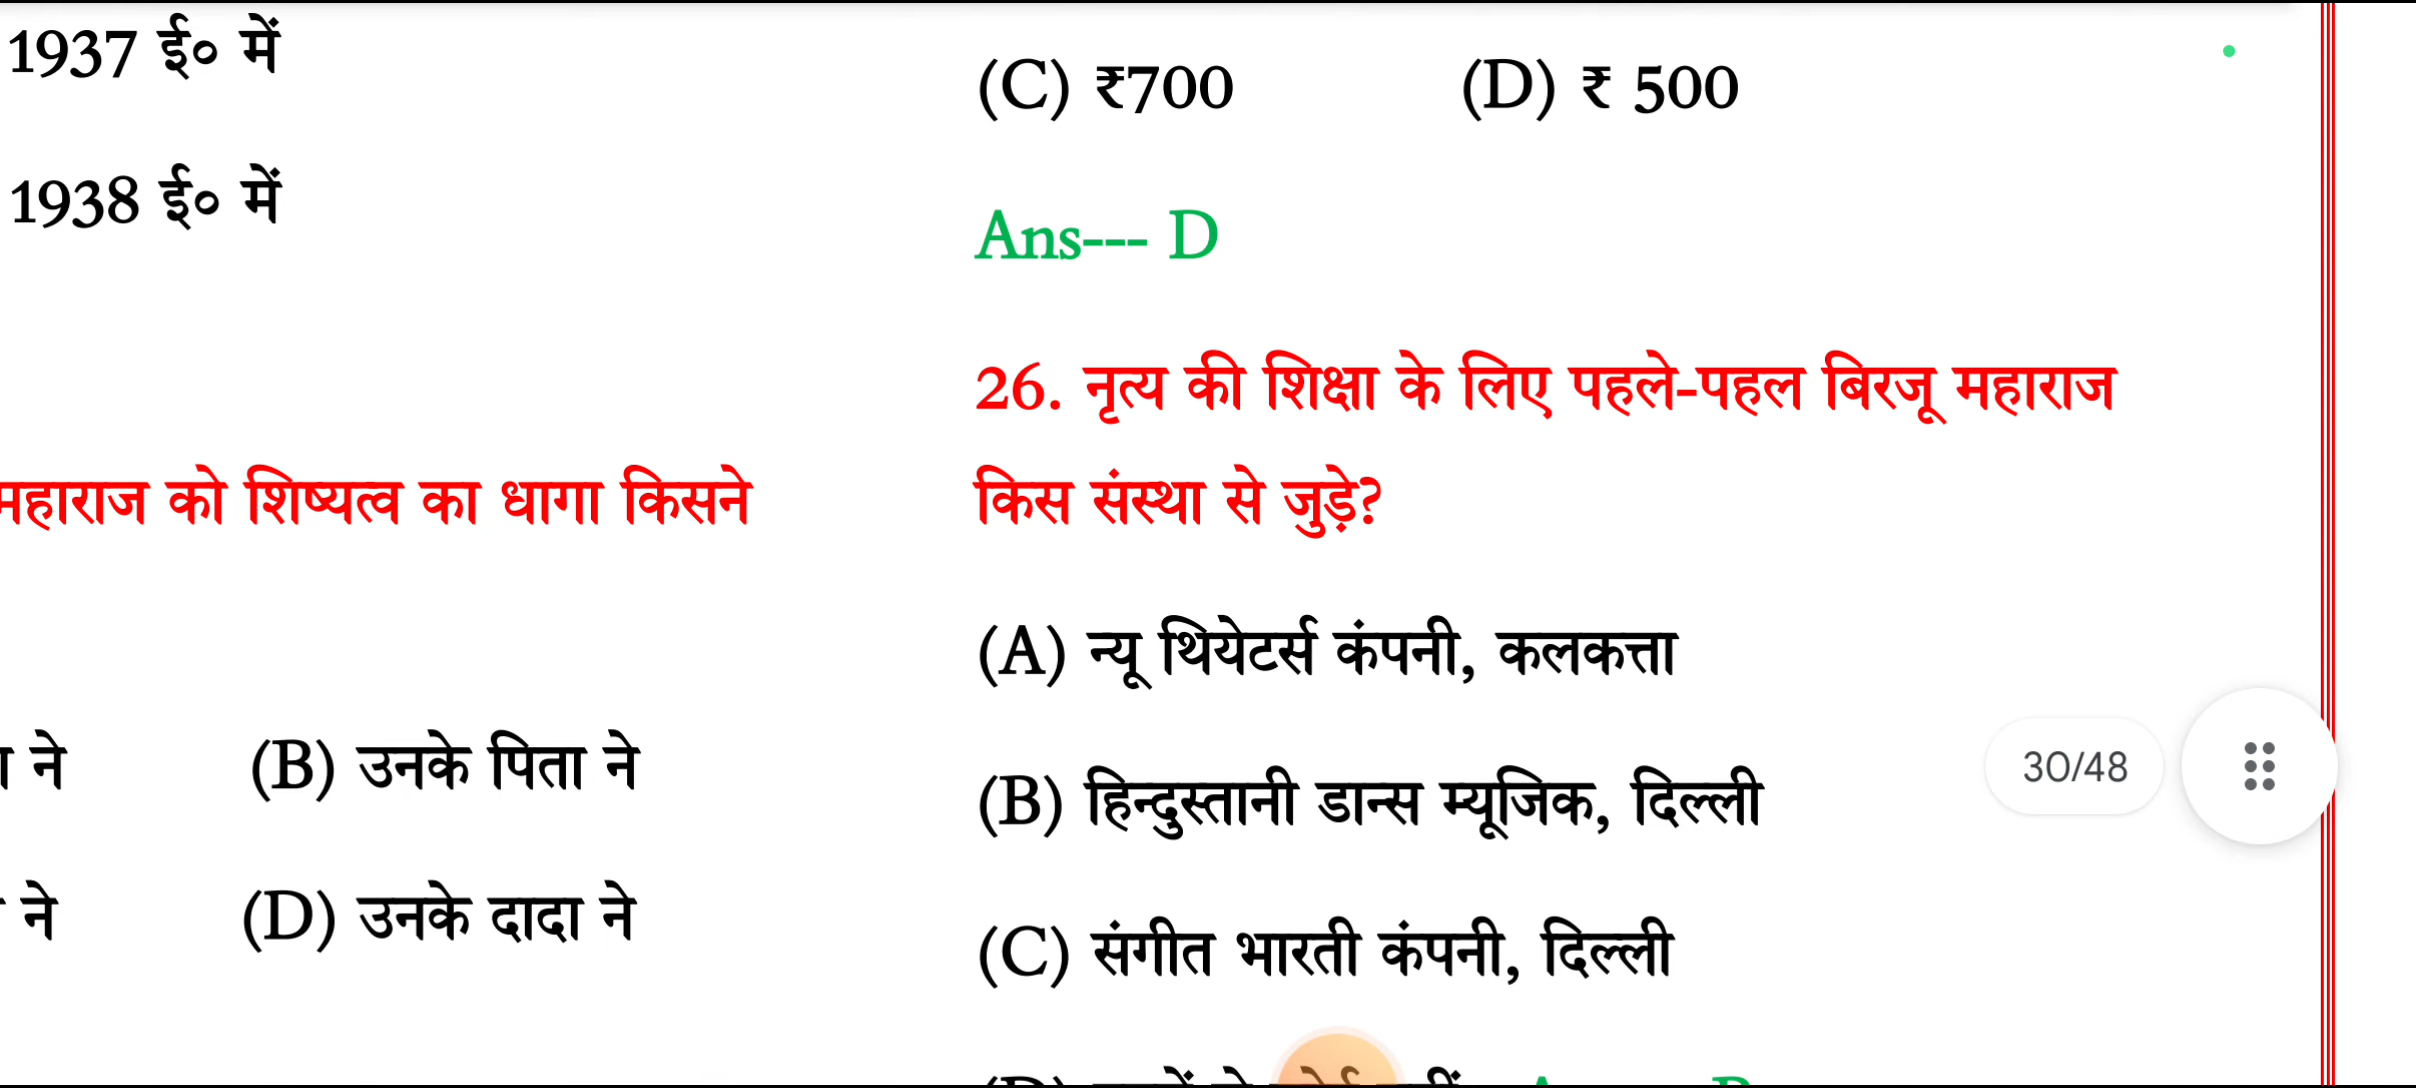 1937 ई० में
1938 ई० में
महाराज को शिष्यत्व का धागा किसने
ने
(B) उनके पिता ने
ने
(D) उनके दादा ने
(C) ₹700
(D) ₹ 500
Ans--- D
26. नृत्य की शिक्षा के लिए पहले-पहल बिरजू महाराज
किस संस्था से जुड़े?
(A) न्यू थियेटर्स कंपनी, कलकत्ता
(B) हिन्दुस्तानी डान्स म्यूजिक, दिल्ली
(C) संगीत भारती कंपनी, दिल्ली
30/48